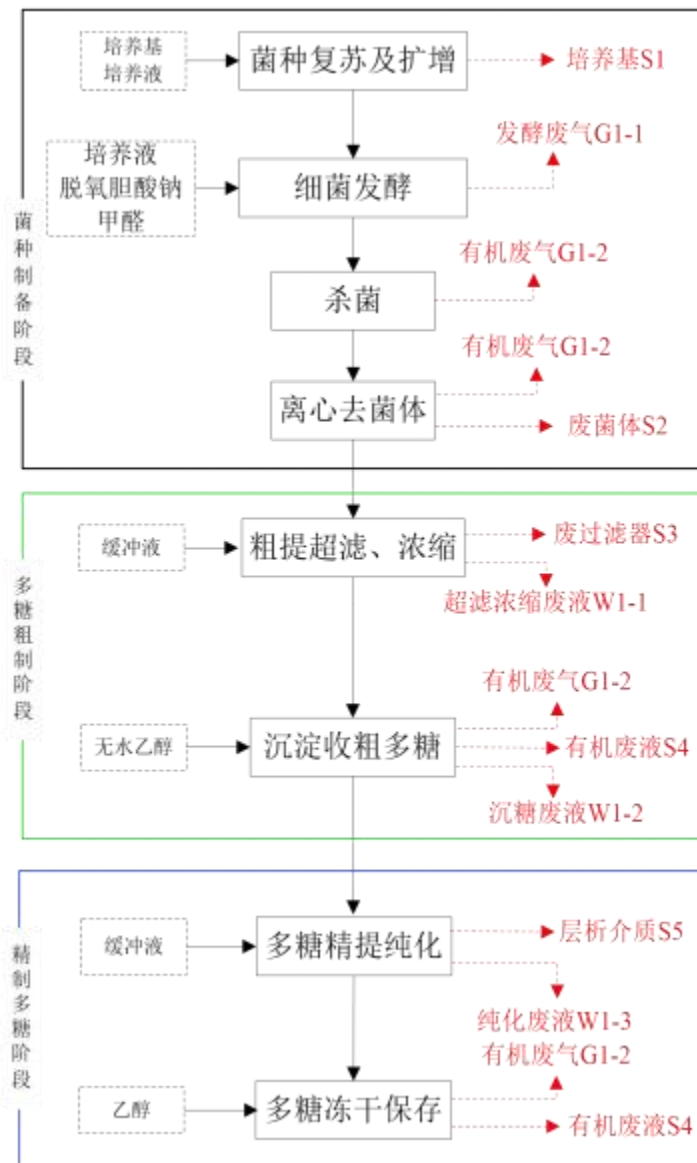 培养基
培养液
菌种复苏及扩增
培养基S1
发酵废气G1-1
培养液
脱氧胆酸钠
甲醛
细菌发酵
有机废气G1-2
杀菌
有机废气G1-2
离心去菌体
废菌体S2
菌种制备阶段
缓冲液
粗提超滤、浓缩
废过滤器S3
超滤浓缩废液W1-1
有机废气G1-2
无水乙醇
沉淀收粗多糖
有机废液S4
沉糖废液W1-2
多糖粗制阶段
缓冲液
多糖精提纯化
层析介质S5
纯化废液W1-3
有机废气G1-2
乙醇
多糖冻干保存
有机废液S4
精制多糖阶段